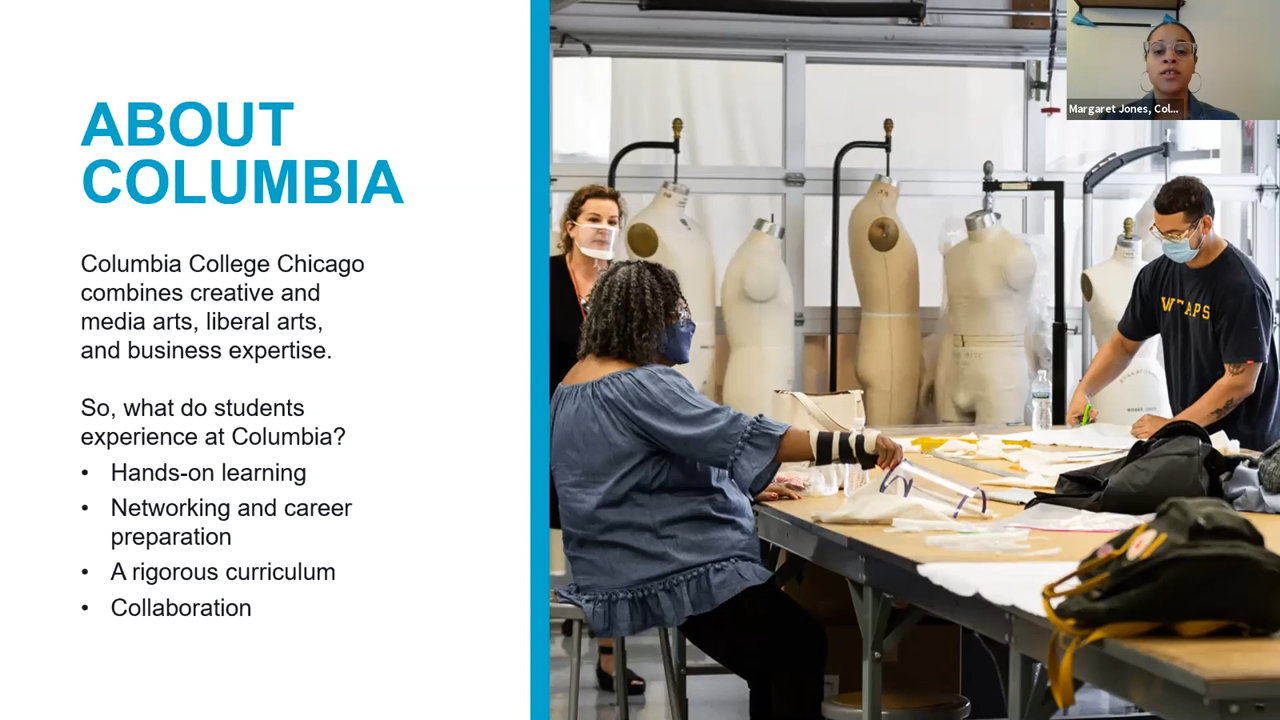 ABOUT
COLUMBIA
Columbia College Chicago
combines creative and
media arts, liberal arts,
and business expertise.
So, what do students
experience at Columbia?
• Hands-on learning
• Networking and career
preparation
• A rigorous curriculum
• Collaboration
Margaret Jones, Col...